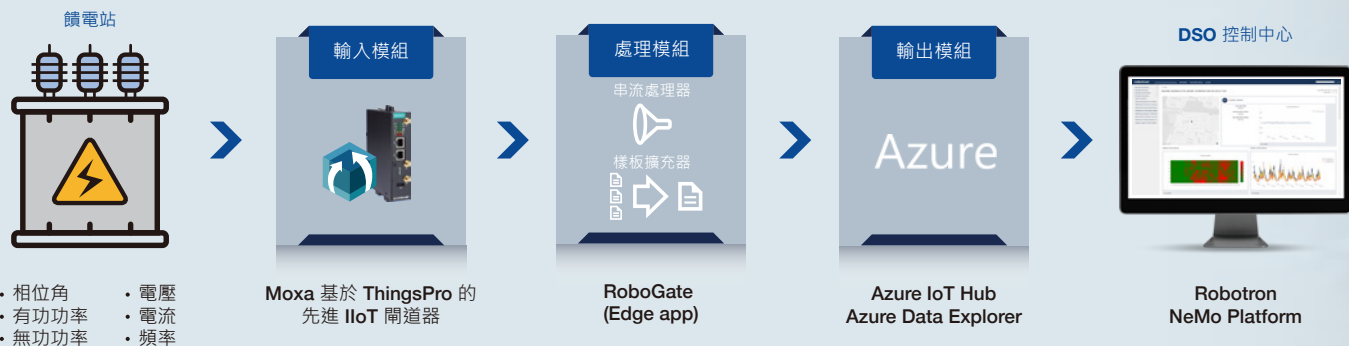 饋電站
輸入模組
處理模組
串流處理器
樣板擴充器
輸出模組
Azure
DSO 控制中心
• 相位角
• 有功功率
• 無功功率
• 電壓
• 電流
• 頻率
Moxa 基於 ThingsPro 的
先進 IIoT 閘道器
RoboGate
(Edge app)
Azure IoT Hub
Azure Data Explorer
Robotron
NeMo Platform